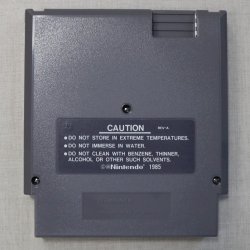 CAUTION REV-A
• DO NOT STORE IN EXTREME TEMPERATURES.
• DO NOT IMMERSE IN WATER.
• DO NOT CLEAN WITH BENZENE, THINNER,
ALCOHOL OR OTHER SUCH SOLVENTS.
©®Nintendo® 1985